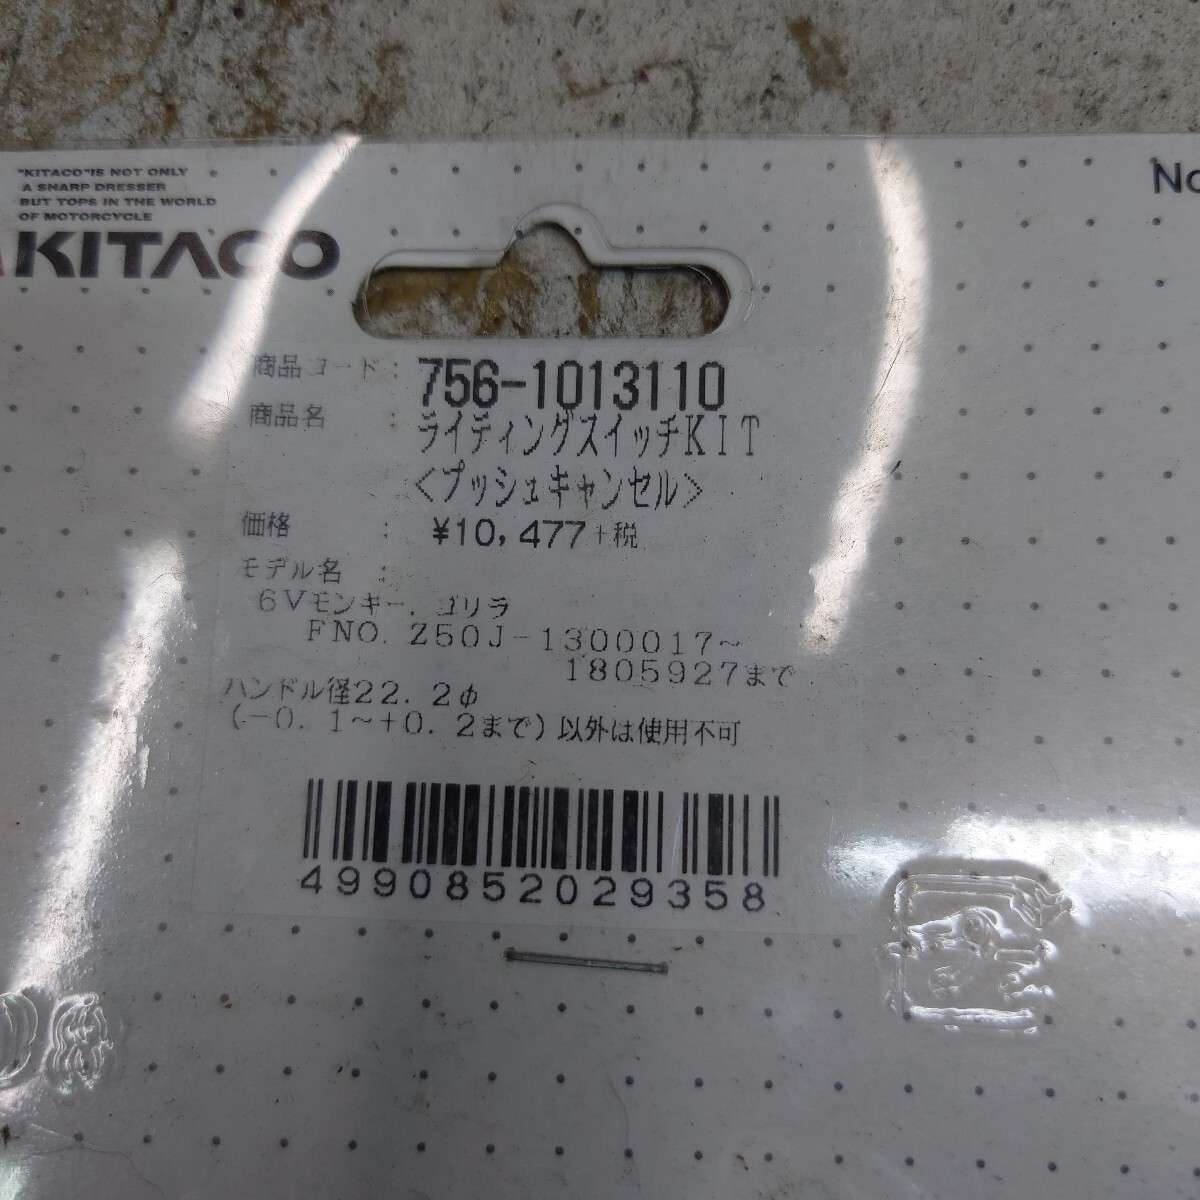 "KITACO"IS NOT ONLY
A SHARP DRESSER
BUT TOPS IN THE WORLD
OF MOTORCYCLE
KITACO
No
商品コード : 756-1013110
商品名 : ライディングスイッチKIT
<プッシュキャンセル>
価格 : ¥10,477+税
モデル名 :
6Vモンキー.ゴリラ
FNO. Z50J-1300017~
1805927まで
ハンドル径22.2φ
(-0.1~+0.2まで)以外は使用不可
4990852029358